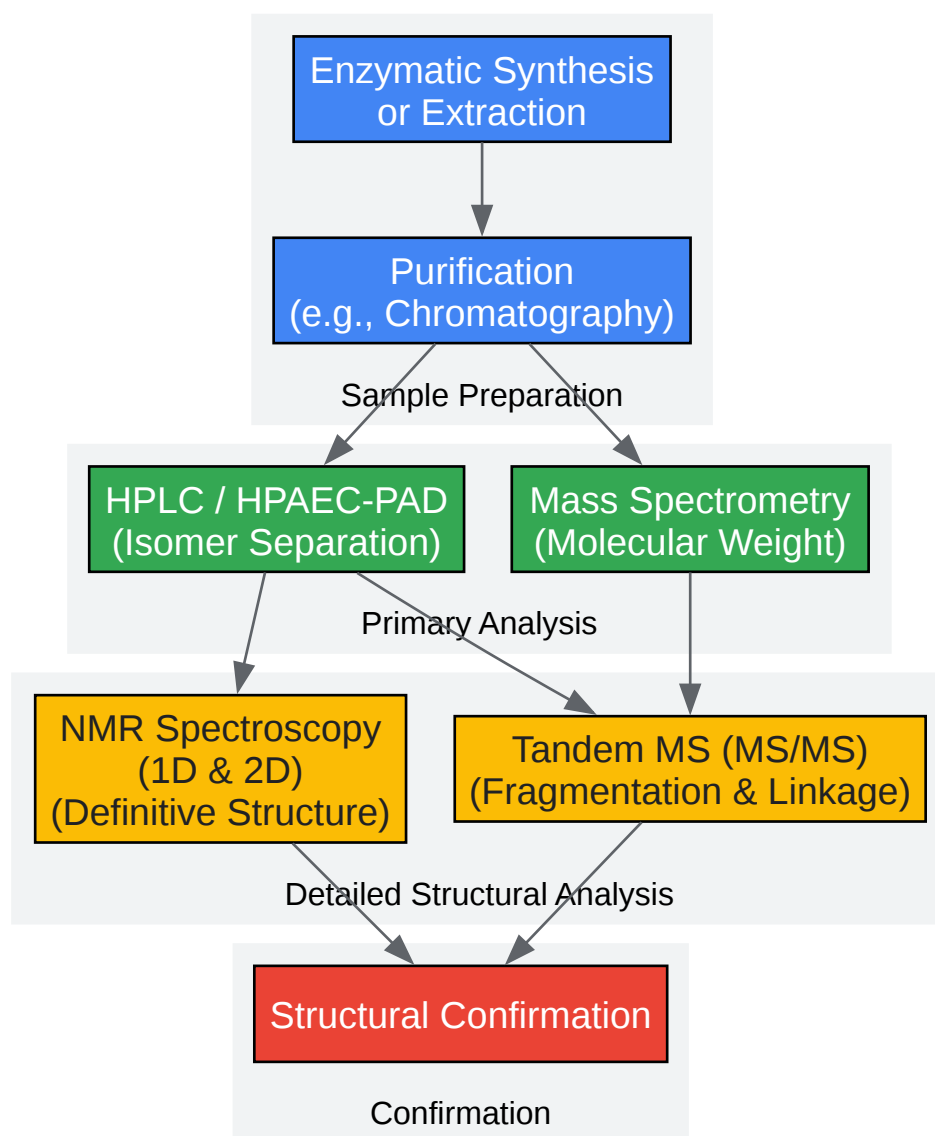 Enzymatic Synthesis
or Extraction
Purification
(e.g., Chromatography)
Sample Preparation
HPLC / HPAEC-PAD
(Isomer Separation)
Mass Spectrometry
(Molecular Weight)
Primary Analysis
NMR Spectroscopy
(1D & 2D)
(Definitive Structure)
Tandem MS (MS/MS)
(Fragmentation & Linkage)
Detailed Structural Analysis
Structural Confirmation
Confirmation